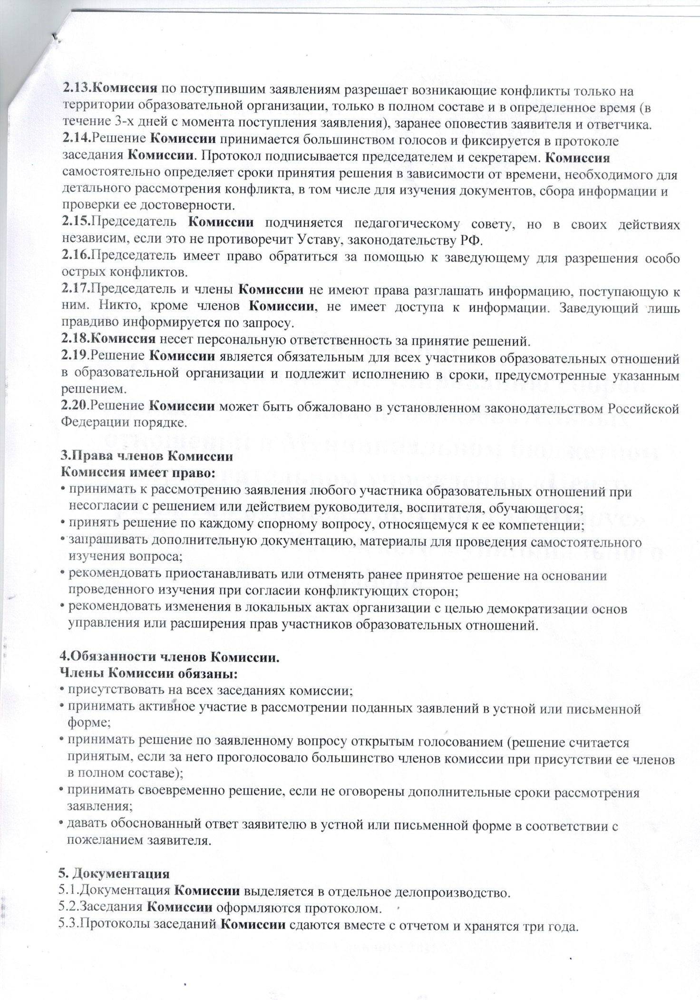 2.13.Комиссия по поступившим заявлениям разрешает возникающие конфликты только на
территории образовательной организации, только в полном составе и в определенное время (в
течение 3-х дней с момента поступления заявления), заранее оповестив заявителя и ответчика.
2.14.Решение Комиссии принимается большинством голосов и фиксируется в протоколе
заседания Комиссии. Протокол подписывается председателем и секретарем. Комиссия
самостоятельно определяет сроки принятия решения в зависимости от времени, необходимого для
детального рассмотрения конфликта, в том числе для изучения документов, сбора информации и
проверки ее достоверности.
2.15.Председатель Комиссии подчиняется педагогическому совету, но в своих действиях
независим, если это не противоречит Уставу, законодательству РФ.
2.16.Председатель имеет право обратиться за помощью к заведующему для разрешения особо
острых конфликтов.
2.17.Председатель и члены Комиссии не имеют права разглашать информацию, поступающую к
ним. Никто, кроме членов Комиссии, не имеет доступа к информации. Заведующий лишь
правдиво информируется по запросу.
2.18.Комиссия несет персональную ответственность за принятие решений.
2.19.Решение Комиссии является обязательным для всех участников образовательных отношений
в образовательной организации и подлежит исполнению в сроки, предусмотренные указанным
решением.
2.20.Решение Комиссии может быть обжаловано в установленном законодательством Российской
Федерации порядке.
3.Права членов Комиссии
Комиссия имеет право:
• принимать к рассмотрению заявления любого участника образовательных отношений при
несогласии с решением или действием руководителя, воспитателя, обучающегося;
• принять решение по каждому спорному вопросу, относящемуся к ее компетенции;
• запрашивать дополнительную документацию, материалы для проведения самостоятельного
изучения вопроса;
• рекомендовать приостанавливать или отменять ранее принятое решение на основании
проведенного изучения при согласии конфликтующих сторон;
• рекомендовать изменения в локальных актах организации с целью демократизации основ
управления или расширения прав участников образовательных отношений.
4.Обязанности членов Комиссии.
Члены Комиссии обязаны:
• присутствовать на всех заседаниях комиссии;
• принимать активное участие в рассмотрении поданных заявлений в устной или письменной
форме;
• принимать решение по заявленному вопросу открытым голосованием (решение считается
принятым, если за него проголосовало большинство членов комиссии при присутствии ее членов
в полном составе);
• принимать своевременно решение, если не оговорены дополнительные сроки рассмотрения
заявления;
• давать обоснованный ответ заявителю в устной или письменной форме в соответствии с
пожеланием заявителя.
5. Документация
5.1.Документация Комиссии выделяется в отдельное делопроизводство.
5.2.Заседания Комиссии оформляются протоколом.
5.3.Протоколы заседаний Комиссии сдаются вместе с отчетом и хранятся три года.